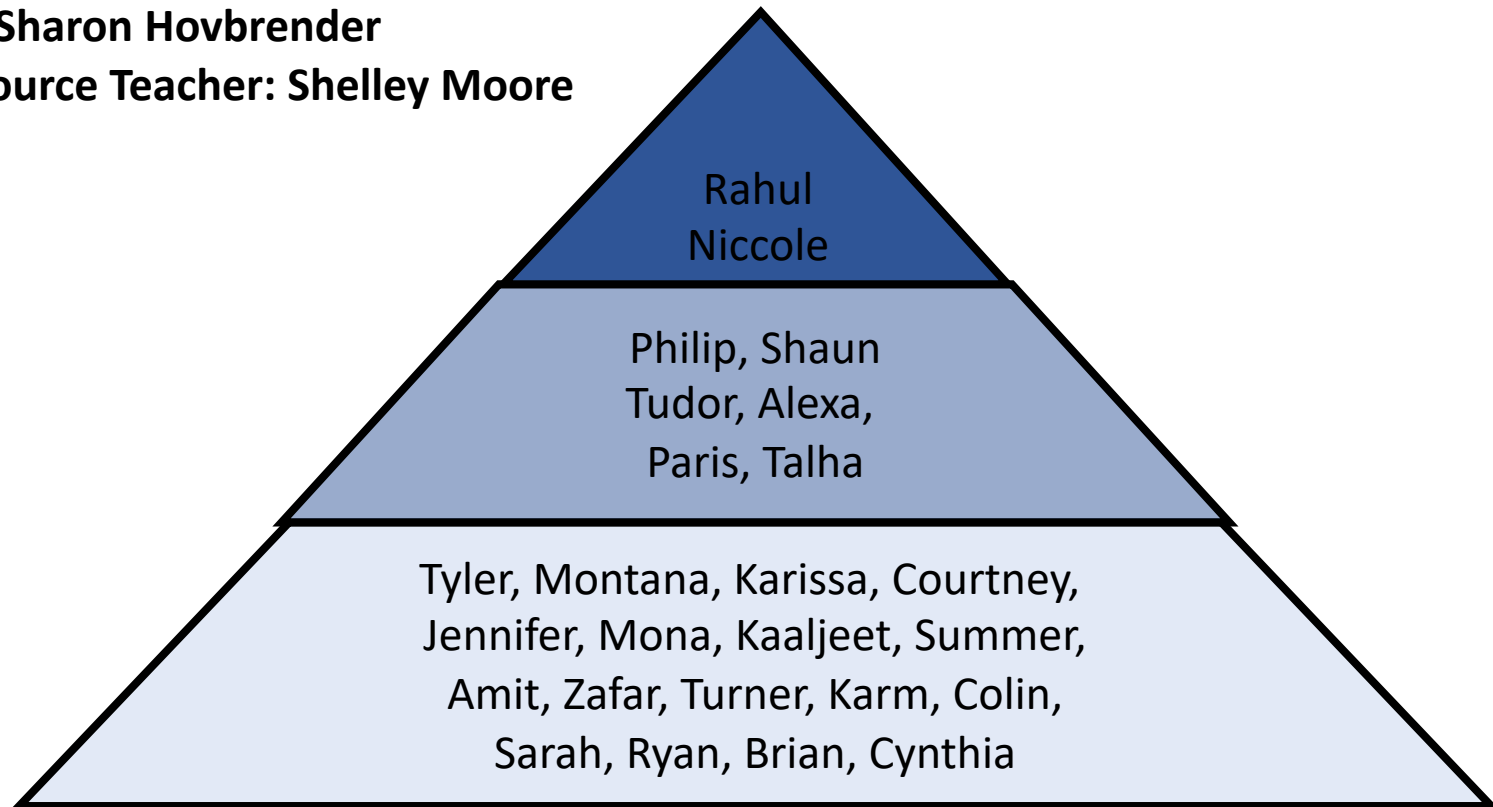 Sharon Hovbrender
ource Teacher: Shelley Moore
Rahul
Niccole
Philip, Shaun
Tudor, Alexa,
Paris, Talha
Tyler, Montana, Karissa, Courtney,
Jennifer, Mona, Kaaljeet, Summer,
Amit, Zafar, Turner, Karm, Colin,
Sarah, Ryan, Brian, Cynthia